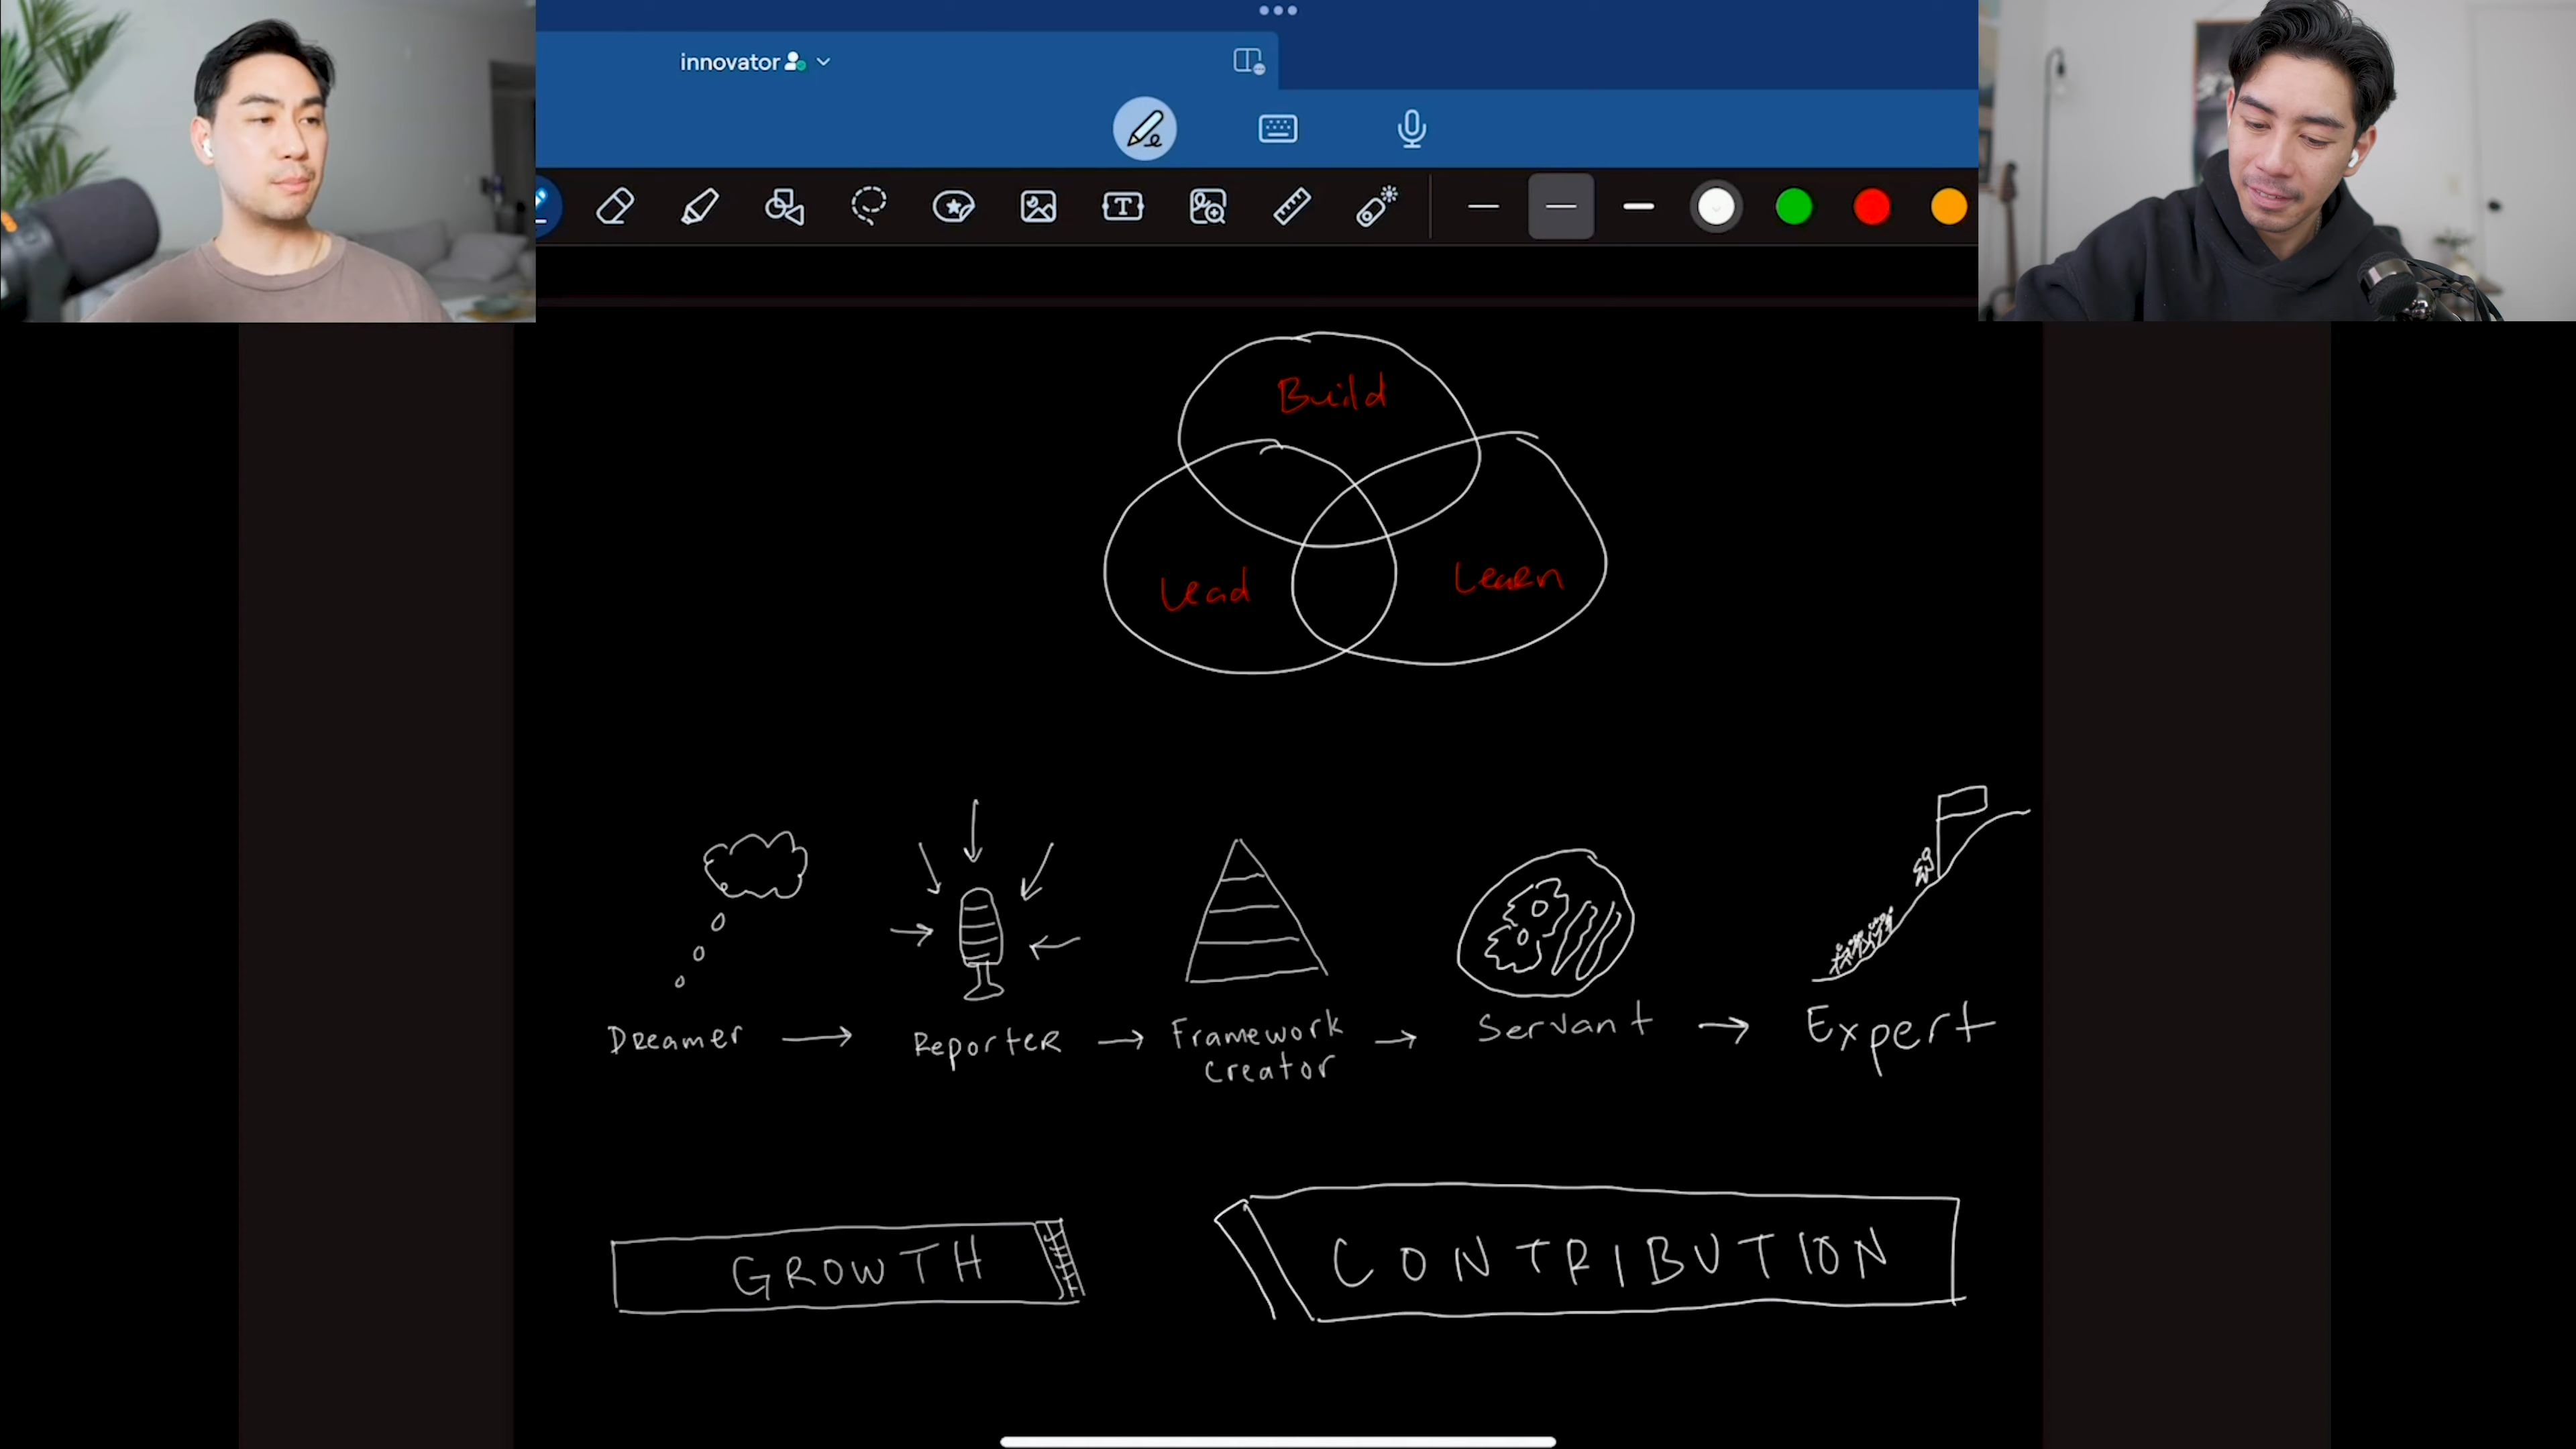 innovator
Build
Lead
Learn
Dreamer
Reporter
Framework
Creator
Servant
Expert
GROWTH
CONTRIBUTION